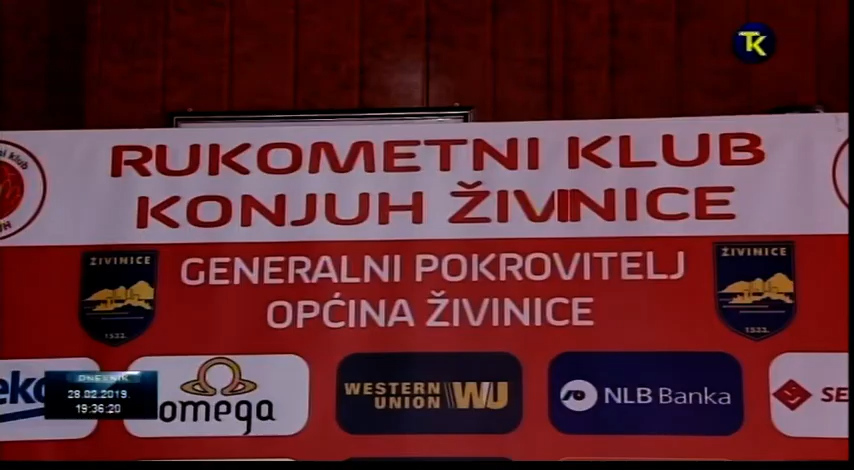 TK
RUKOMETNI KLUB
KONJUH ŽIVINICE
GENERALNI POKROVITELJ
OPĆINA ŽIVINICE
ŽIVINICE
1533.
ŽIVINICE
1533.
omega
WESTERN
UNION WU
NLB Banka
SE
DNEVNIK
28.02.2019.
19:36:20